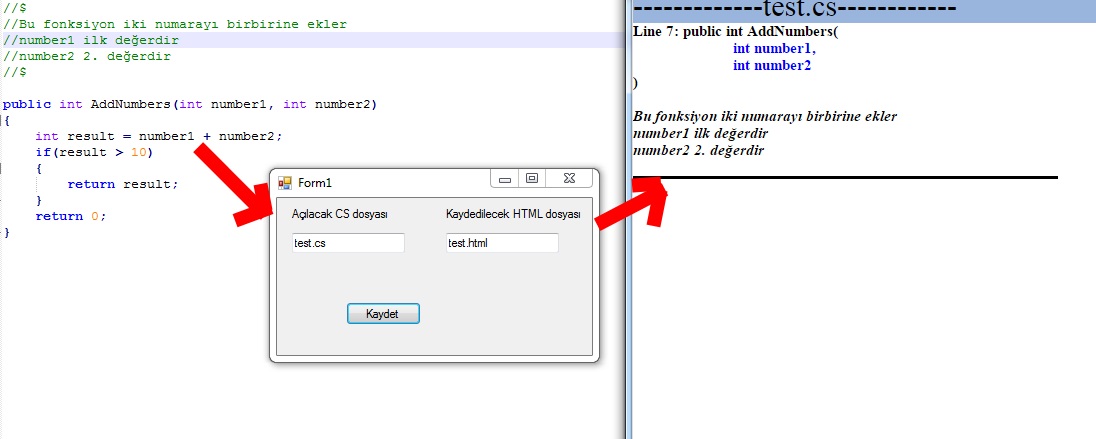 //$
//Bu fonksiyon iki numarayı birbirine ekler
//number1 ilk değerdir
//number2 2. değerdir
//$
public int AddNumbers(int number1, int number2)
{
int result = number1 + number2;
if(result > 10)
{
return result;
}
return 0;
}
Form1
Açılacak CS dosyası
Kaydedilecek HTML dosyası
test.cs
test.html
Kaydet
-------------test.cs------------
Line 7: public int AddNumbers(
int number1,
int number2
)
Bu fonksiyon iki numarayı birbirine ekler
number1 ilk değerdir
number2 2. değerdir